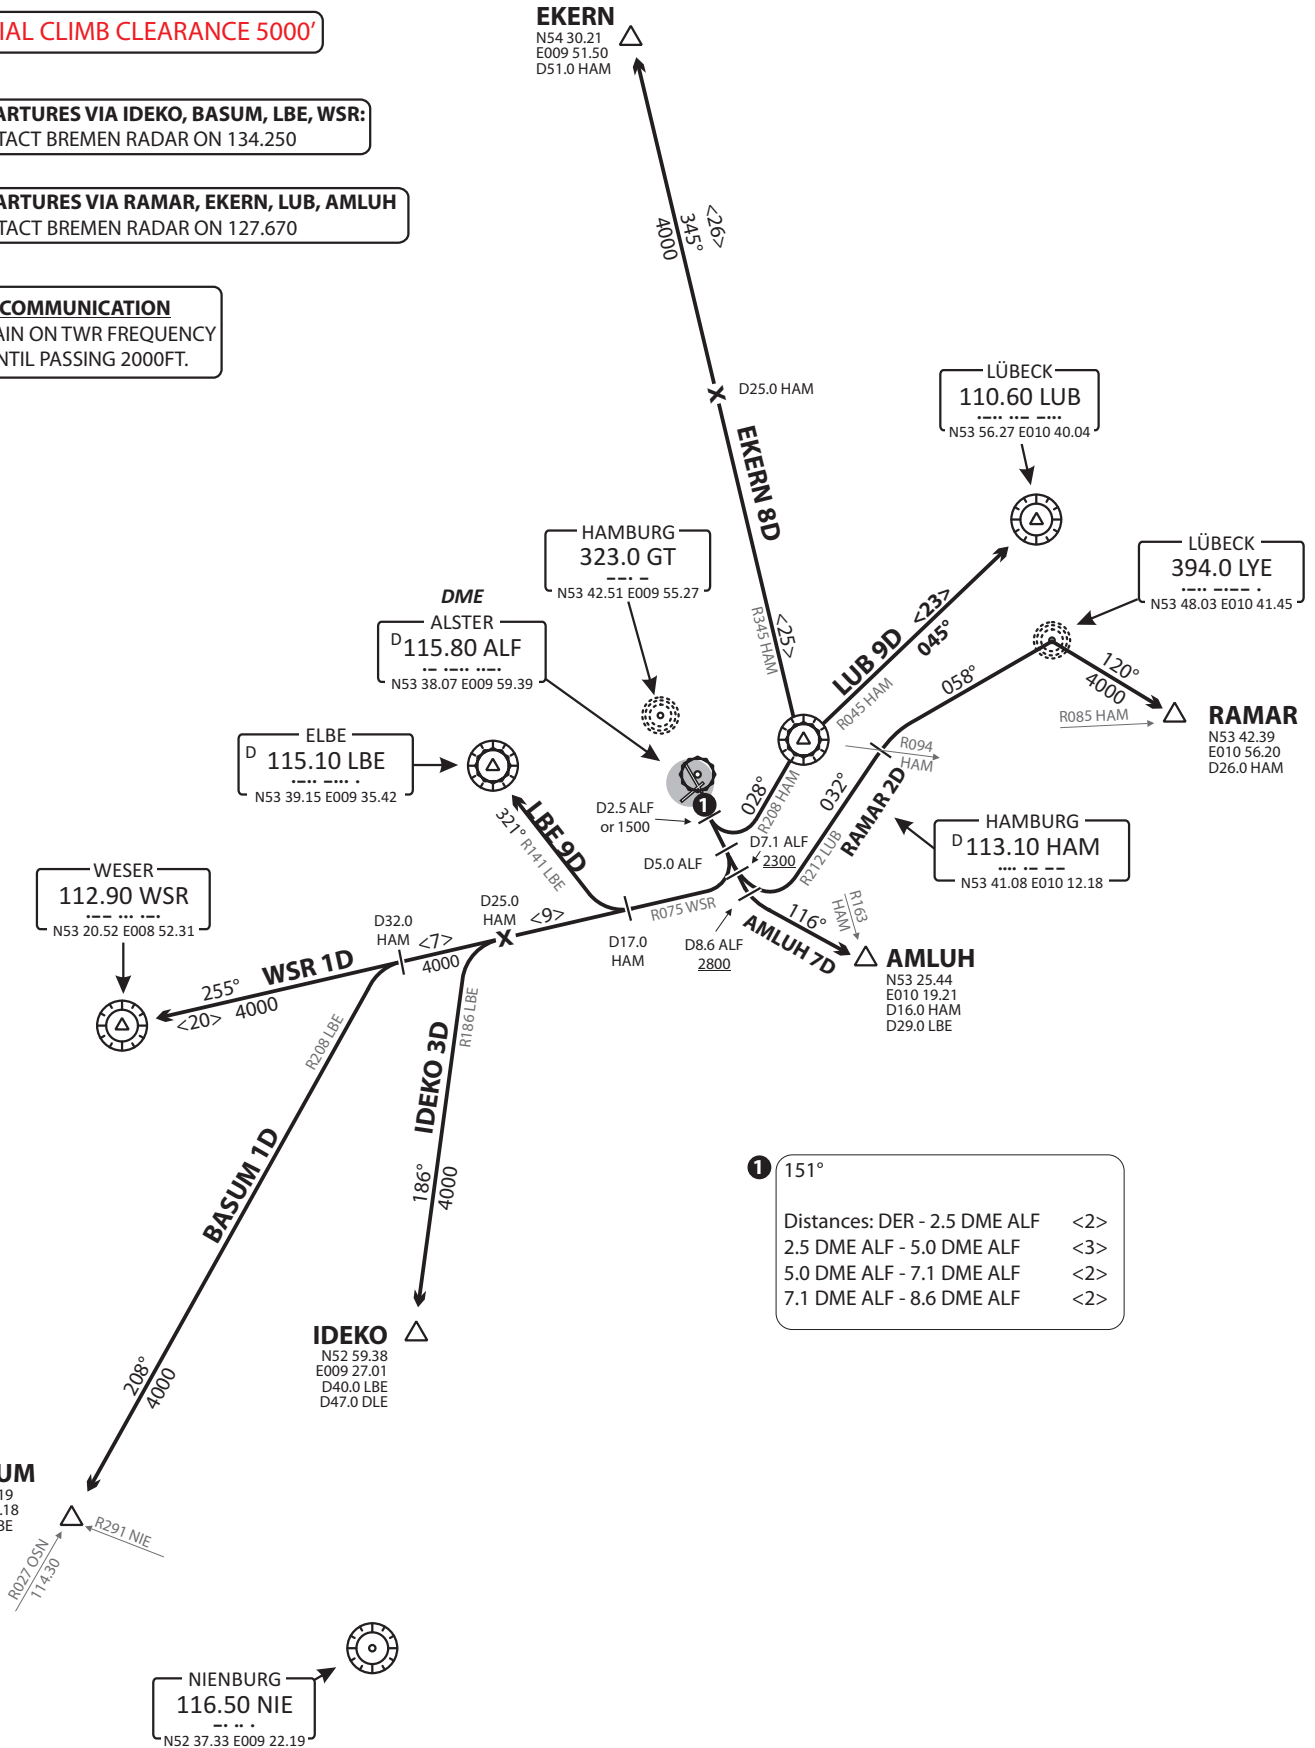 IAL CLIMB CLEARANCE 5000'
ARTURES VIA IDEKO, BASUM, LBE, WSR:
TACT BREMEN RADAR ON 134.250
ARTURES VIA RAMAR, EKERN, LUB, AMLUH
TACT BREMEN RADAR ON 127.670
COMMUNICATION
AIN ON TWR FREQUENCY
NTIL PASSING 2000FT.
EKERN
N54 30.21
E009 51.50
D51.0 HAM
<26>
345°
4000
D25.0 HAM
EKERN 8D
<25>
R345 HAM
LÜBECK
110.60 LUB
N53 56.27 E010 40.04
HAMBURG
323.0 GT
N53 42.51 E009 55.27
LÜBECK
394.0 LYE
N53 48.03 E010 41.45
DME
ALSTER
D 115.80 ALF
N53 38.07 E009 59.39
LUB 9D <23>
045°
R045 HAM
058°
120°
4000
R085 HAM
RAMAR
N53 42.39
E010 56.20
D26.0 HAM
ELBE
D 115.10 LBE
N53 39.15 E009 35.42
R094
HAM
028°
R208 HAM
032°
RAMAR 2D
R212 LUB
1
D2.5 ALF
or 1500
D7.1 ALF
2300
D5.0 ALF
HAMBURG
D 113.10 HAM
N53 41.08 E010 12.18
LBE 9D
321° R141 LBE
WESER
112.90 WSR
N53 20.52 E008 52.31
D32.0
HAM
D25.0
HAM
<9>
R075 WSR
<7>
4000
D17.0
HAM
D8.6 ALF
2800
116°
AMLUH 7D
R163
HAM
AMLUH
N53 25.44
E010 19.21
D16.0 HAM
D29.0 LBE
255°
WSR 1D
<20> 4000
R208 LBE
R186 LBE
IDEKO 3D
186°
4000
BASUM 1D
208°
4000
IDEKO
N52 59.38
E009 27.01
D40.0 LBE
D47.0 DLE
1
151°
Distances: DER - 2.5 DME ALF <2>
2.5 DME ALF - 5.0 DME ALF <3>
5.0 DME ALF - 7.1 DME ALF <2>
7.1 DME ALF - 8.6 DME ALF <2>
UM
19
.18
BE
R291 NIE
R027 OSN
114.30
NIENBURG
116.50 NIE
N52 37.33 E009 22.19